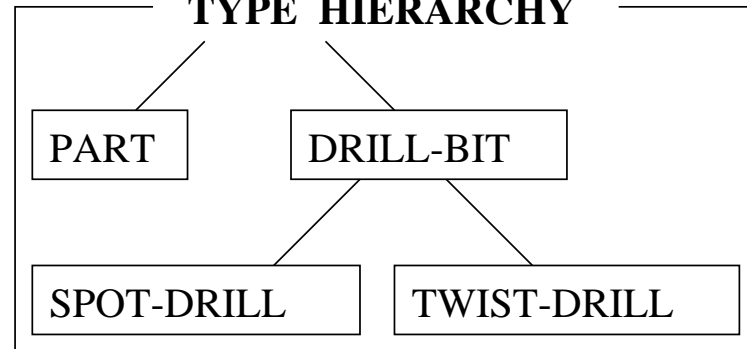 TYPE HIERARCHY
PART DRILL-BIT
SPOT-DRILL TWIST-DRILL